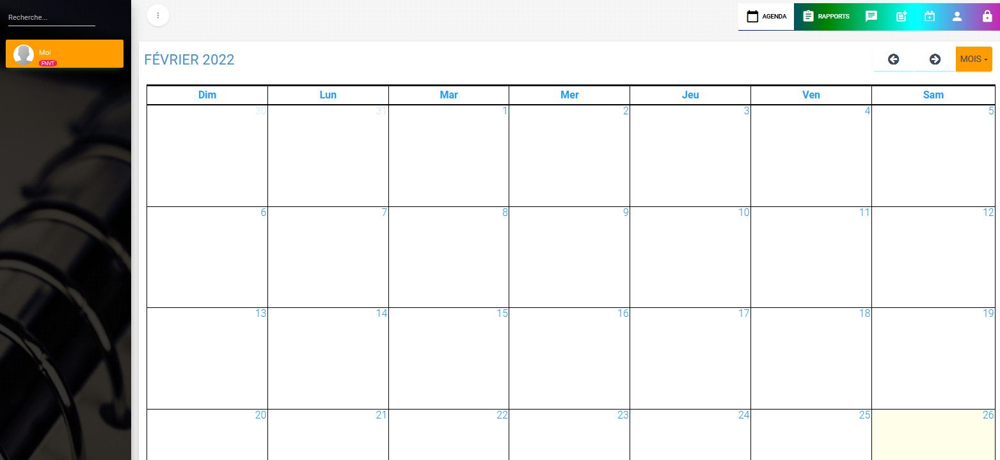 Recherche...
Moi
FNVT
AGENDA
RAPPORTS
FÉVRIER 2022
MOIS
Dim Lun Mar Mer Jeu Ven Sam
30 31 1 2 3 4 5
6 7 8 9 10 11 12
13 14 15 16 17 18 19
20 21 22 23 24 25 26